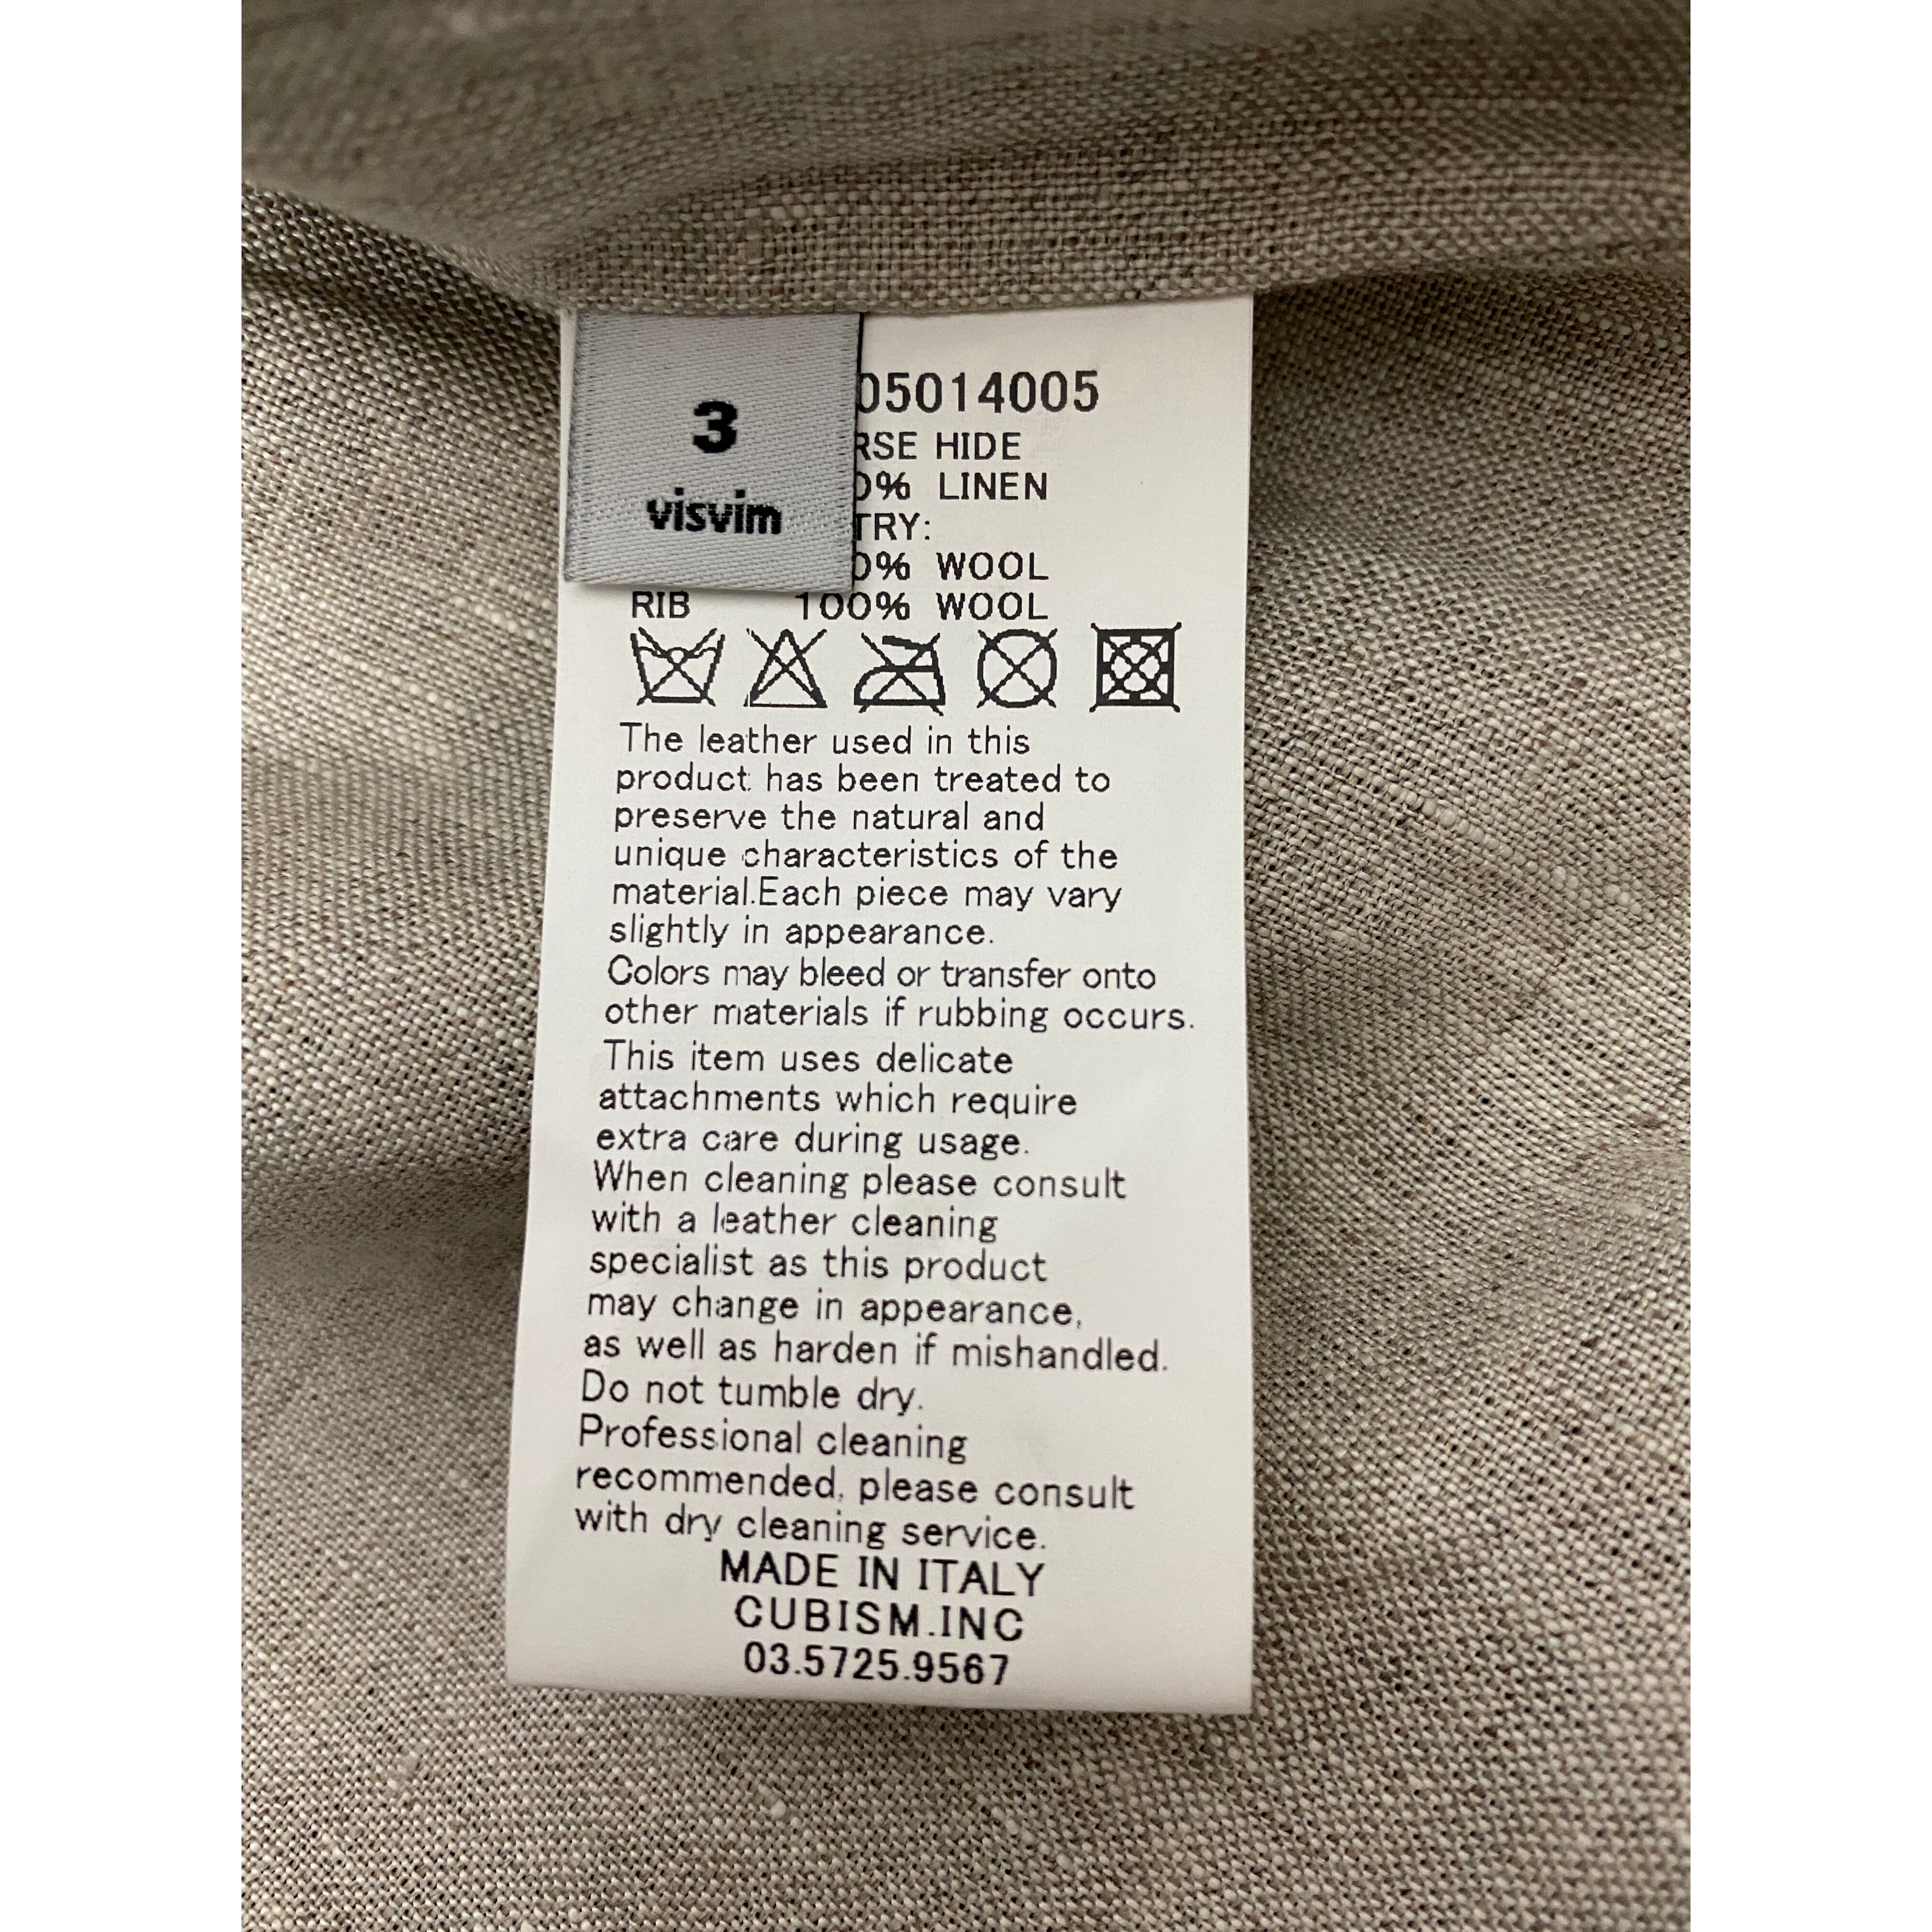 3
visvim
05014005
RSE HIDE
0% LINEN
TRY:
0% WOOL
RIB 100% WOOL
The leather used in this
product has been treated to
preserve the natural and
unique characteristics of the
material.Each piece may vary
slightly in appearance.
Colors may bleed or transfer onto
other materials if rubbing occurs.
This item uses delicate
attachments which require
extra care during usage.
When cleaning please consult
with a leather cleaning
specialist as this product
may change in appearance,
as well as harden if mishandled.
Do not tumble dry.
Professional cleaning
recommended, please consult
with dry cleaning service.
MADE IN ITALY
CUBISM.INC
03.5725.9567